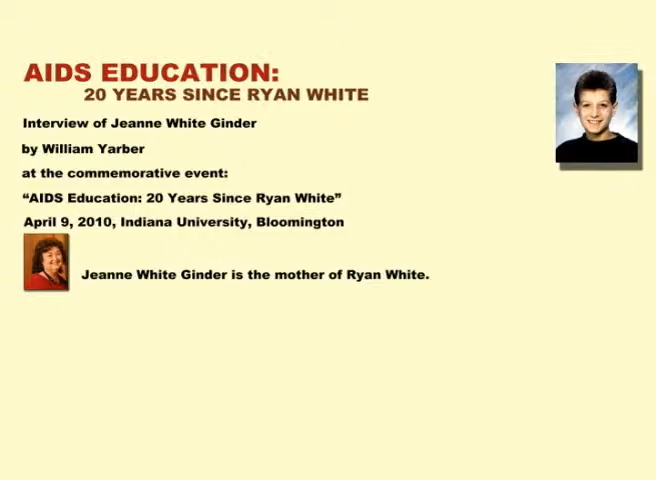 AIDS EDUCATION:
20 YEARS SINCE RYAN WHITE
Interview of Jeanne White Ginder
by William Yarber
at the commemorative event:
“AIDS Education: 20 Years Since Ryan White”
April 9, 2010, Indiana University, Bloomington
Jeanne White Ginder is the mother of Ryan White.